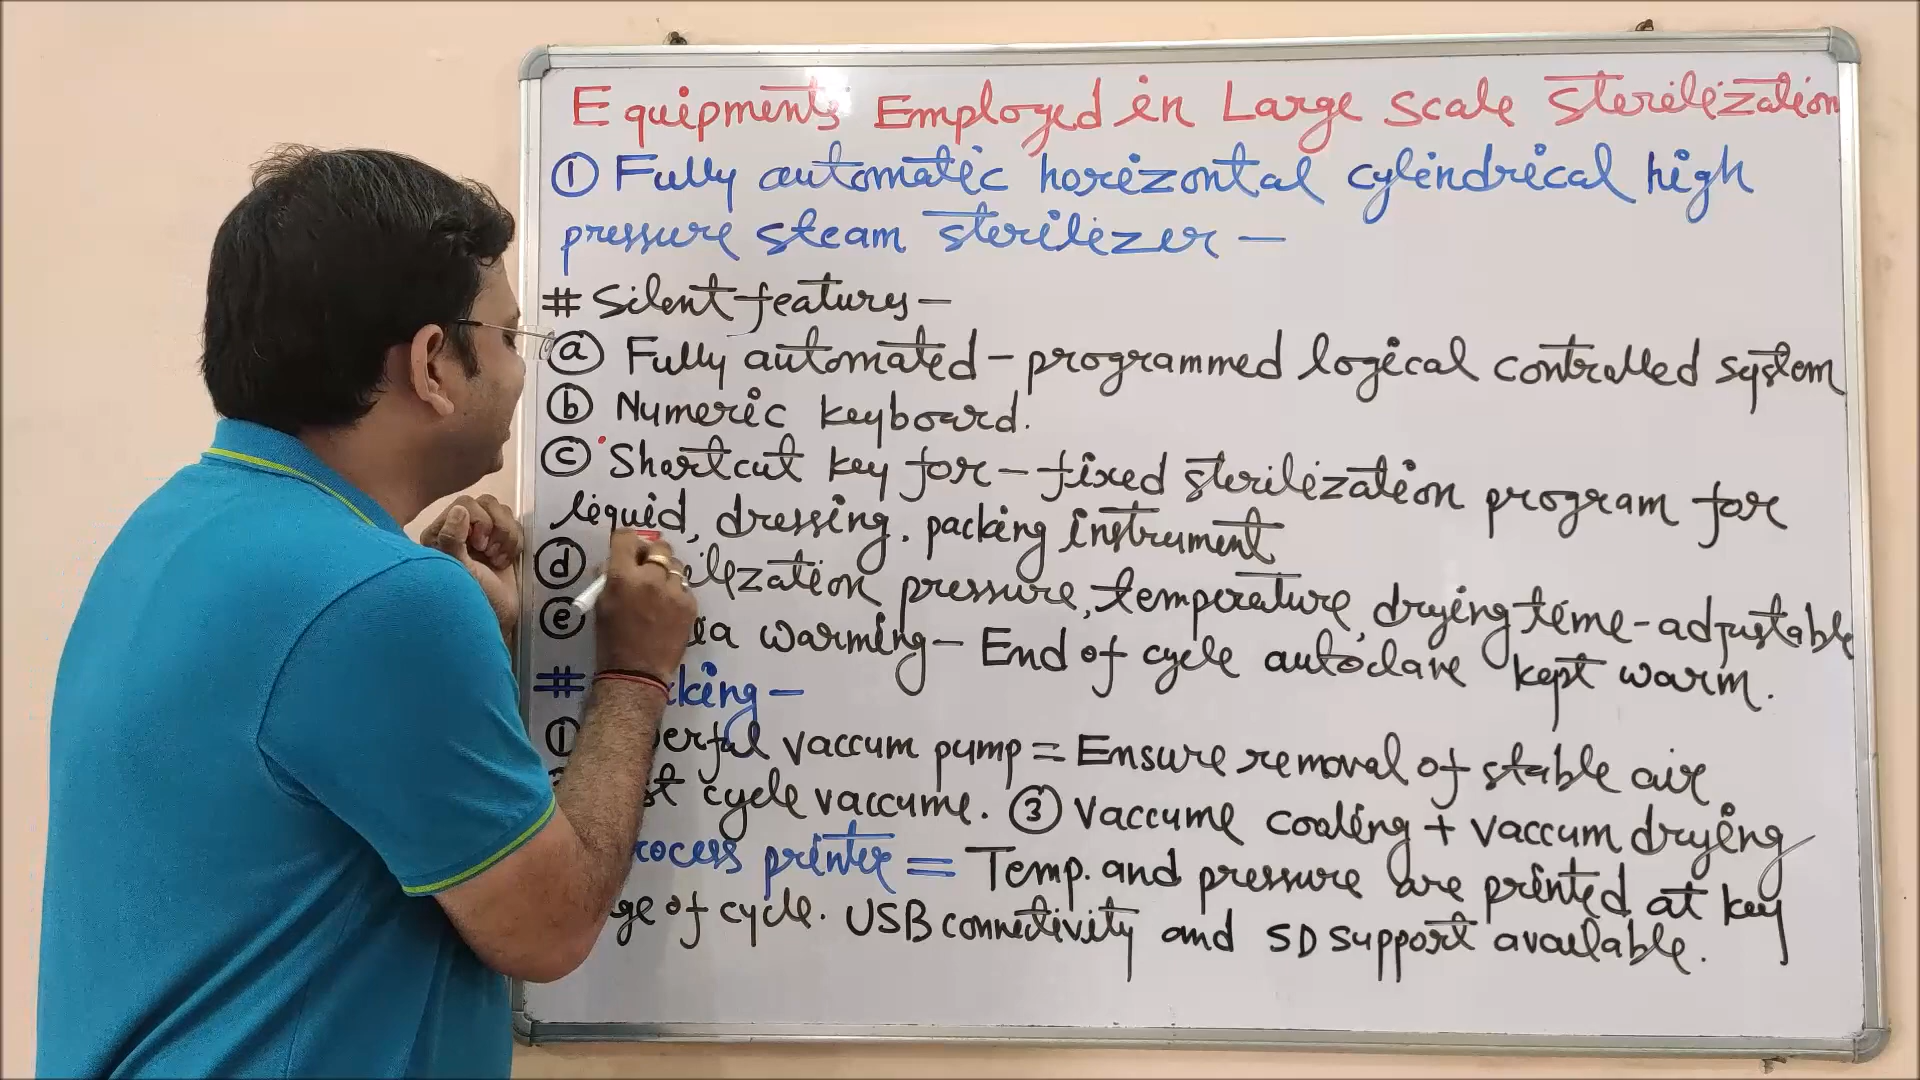 Equipments Employed in Large Scale Sterilization
① Fully automatic horizontal cylindrical high
pressure steam sterilizer –
# Silent features –
ⓐ Fully automated – programmed logical controlled system
ⓑ Numeric keyboard.
ⓒ Shortcut key for – fixed sterilization program for
liquid, dressing, packing instrument
ⓓ pressure, temperature, drying time – adjustable
ⓔ warming – End of cycle autoclave kept warm.
#
① vaccum pump = Ensure removal of stable air
cycle vaccume. ③ Vaccume cooling + vaccum drying
printer = Temp. and pressure are printed at key
of cycle. USB connectivity and SD support available.